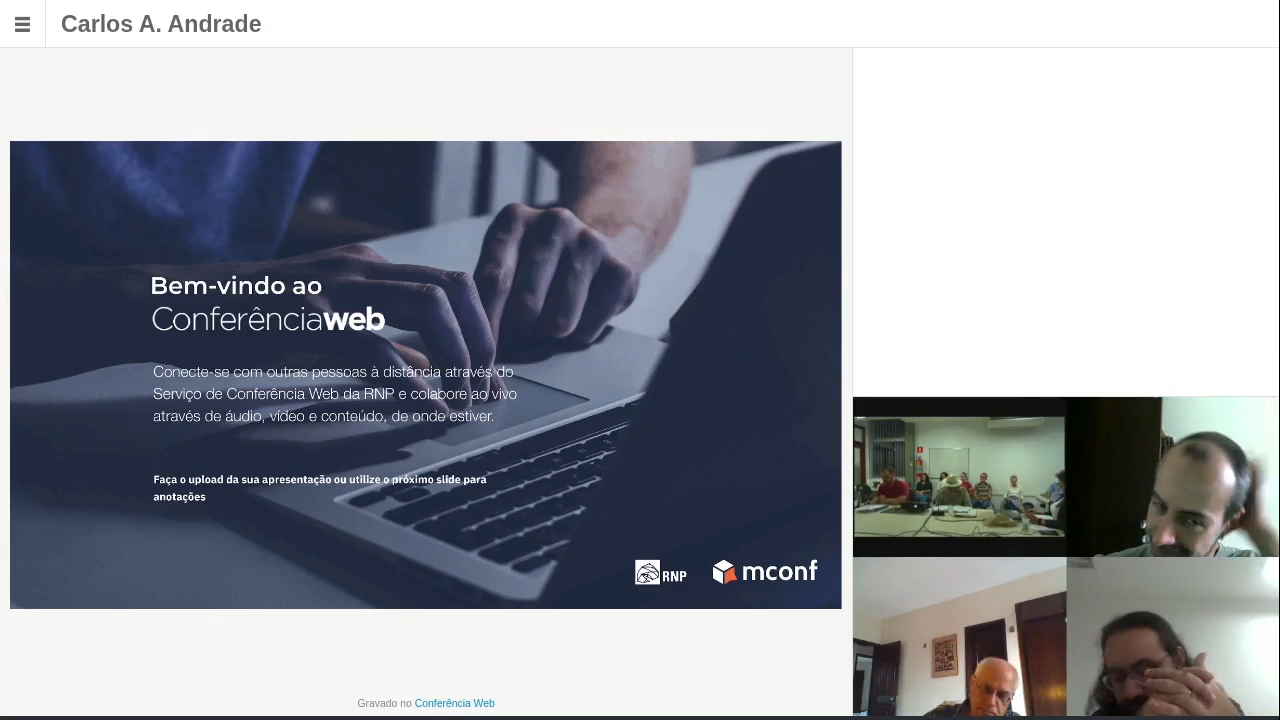 Carlos A. Andrade
Bem-vindo ao
Conferênciaweb
Conecte-se com outras pessoas à distância através do
Serviço de Conferência Web da RNP e colabore ao vivo
através de áudio, vídeo e conteúdo, de onde estiver.
Faça o upload da sua apresentação ou utilize o próximo slide para
anotações
RNP
mconf
Gravado no Conferência Web